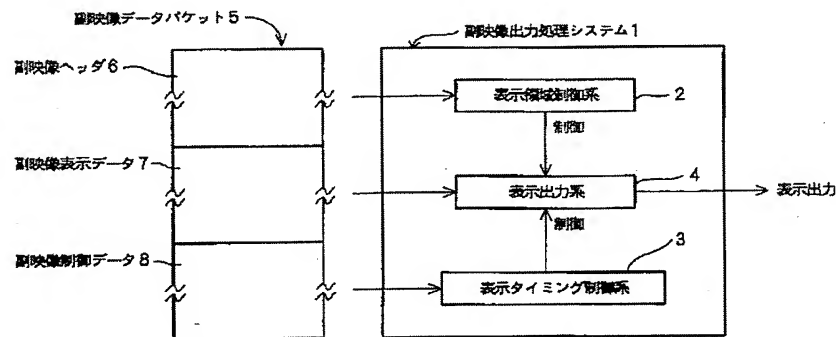 副映像データパケット5
副映像出力処理システム1
副映像ヘッダ6
表示領域制御系
2
制御
副映像表示データ7
表示出力系
4
表示出力
制御
3
副映像制御データ8
表示タイミング制御系